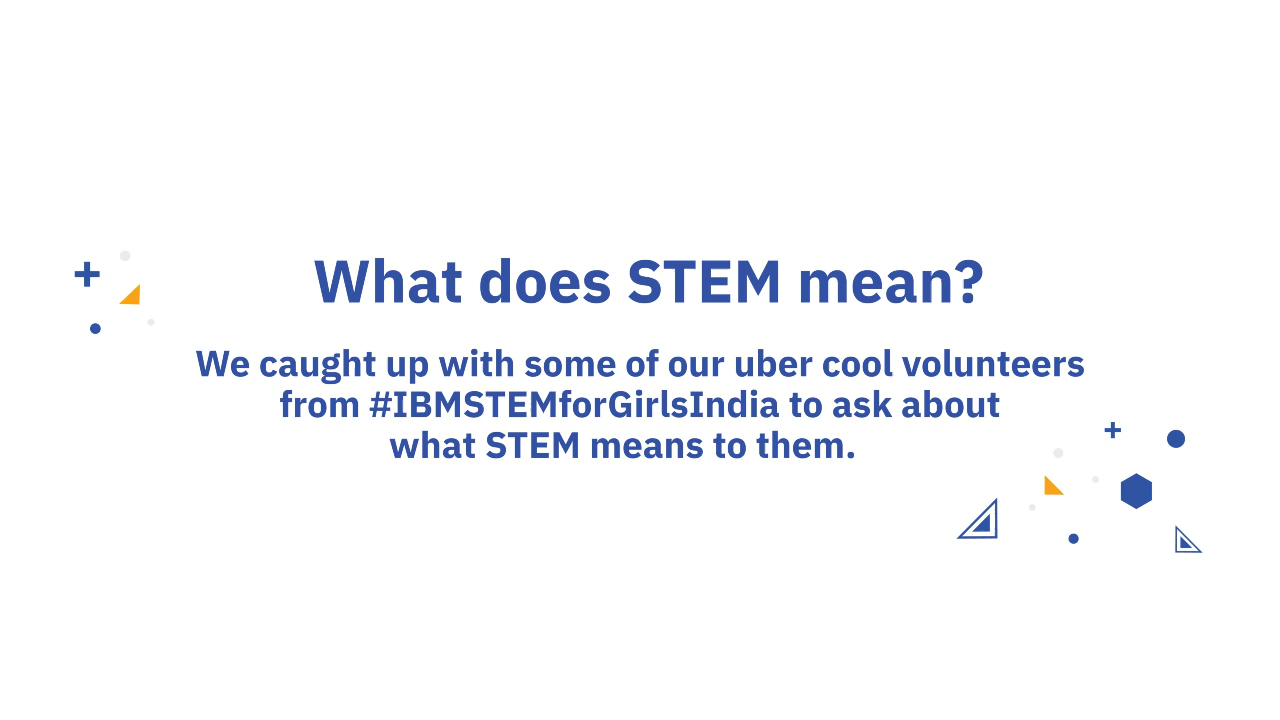 What does STEM mean?
We caught up with some of our uber cool volunteers
from #IBMSTEMforGirlsIndia to ask about
what STEM means to them.